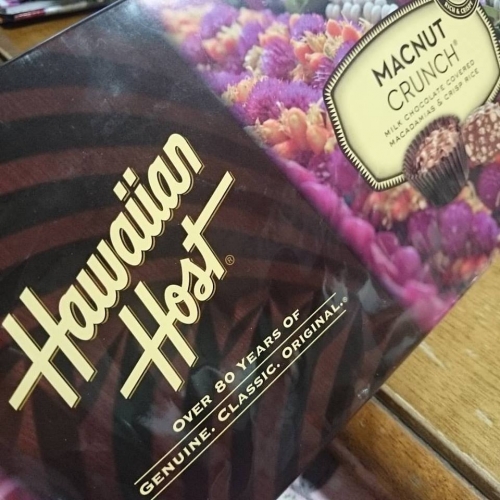 Hawaiian
Host®
OVER 80 YEARS OF
GENUINE. CLASSIC. ORIGINAL.®
MACNUT
CRUNCH®
MILK CHOCOLATE COVERED
MACADAMIAS & CRISP RICE